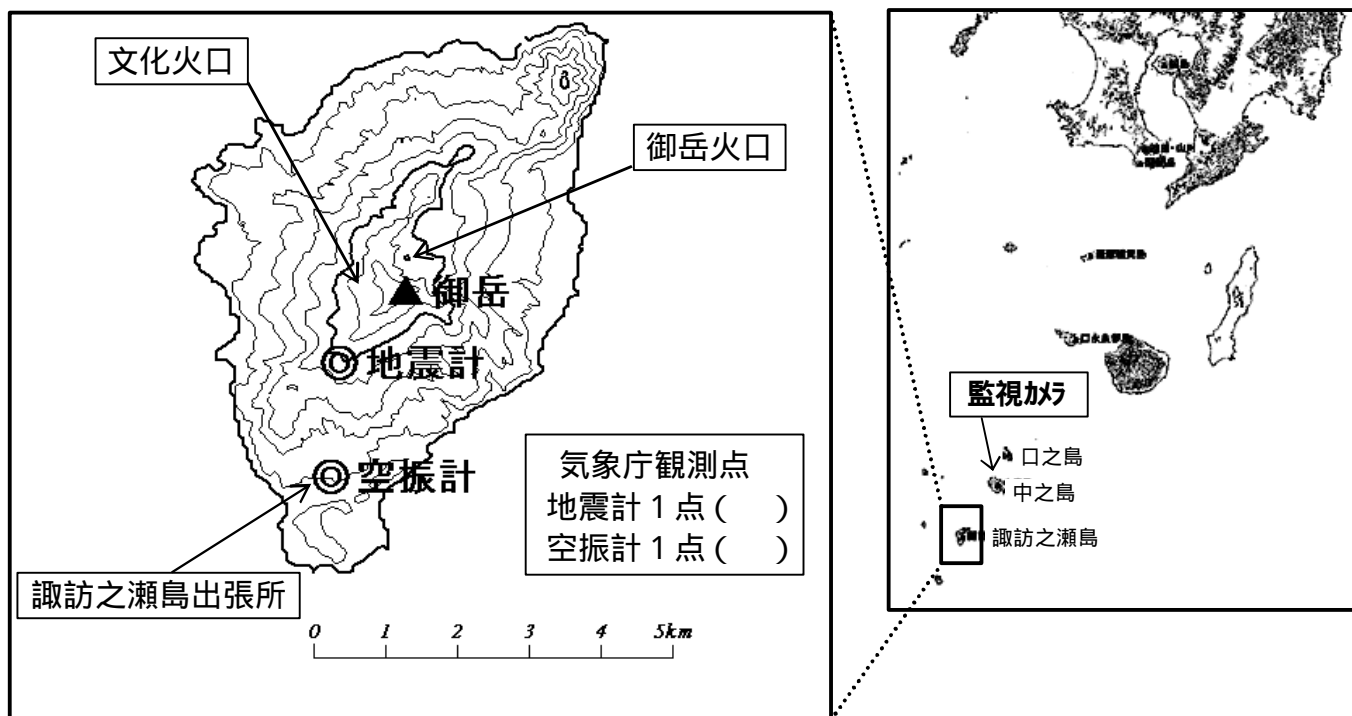 文化火口
御岳火口
御岳
地震計
空振計
諏訪之瀬島出張所
気象庁観測点
地震計1点(　)
空振計1点(　)
0 1 2 3 4 5km
監視カメラ
口之島
中之島
諏訪之瀬島